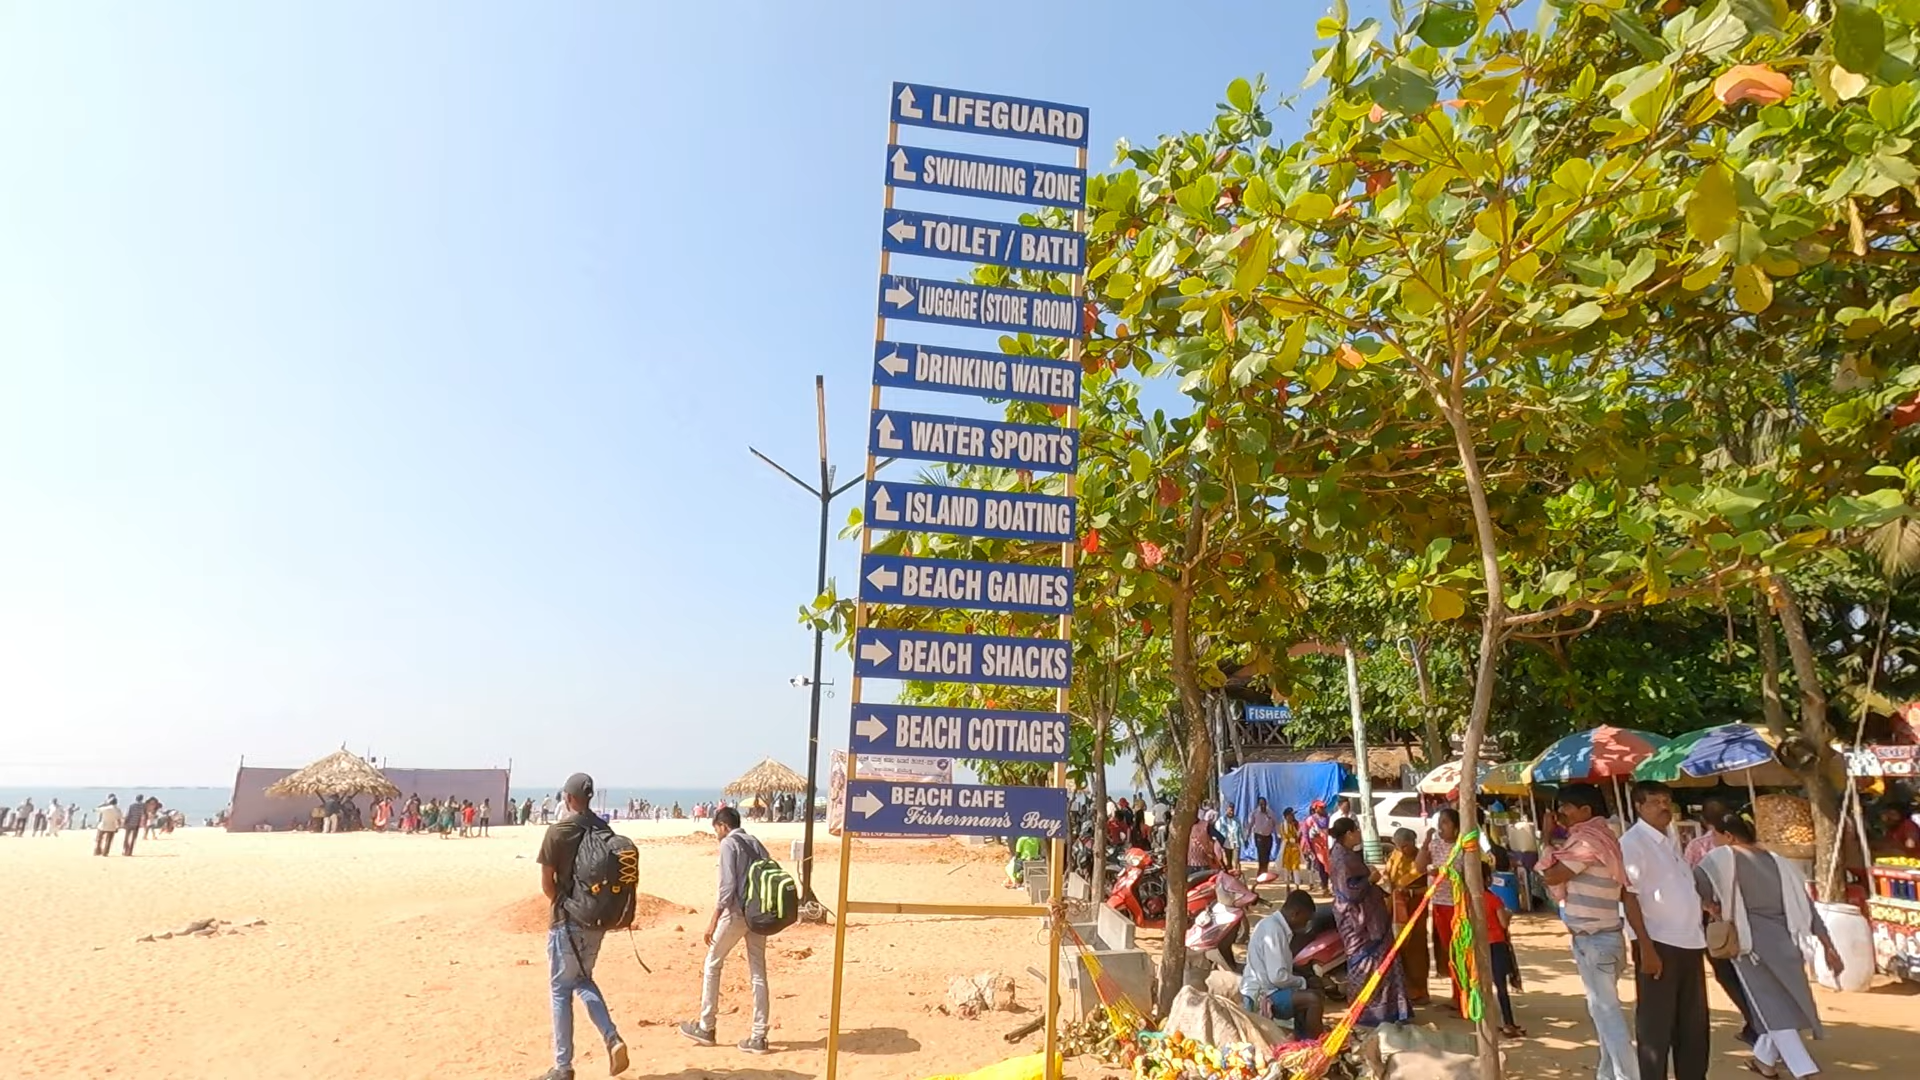 LIFEGUARD
SWIMMING ZONE
TOILET / BATH
LUGGAGE (STORE ROOM)
DRINKING WATER
WATER SPORTS
ISLAND BOATING
BEACH GAMES
BEACH SHACKS
BEACH COTTAGES
BEACH CAFE
Fisherman's Bay